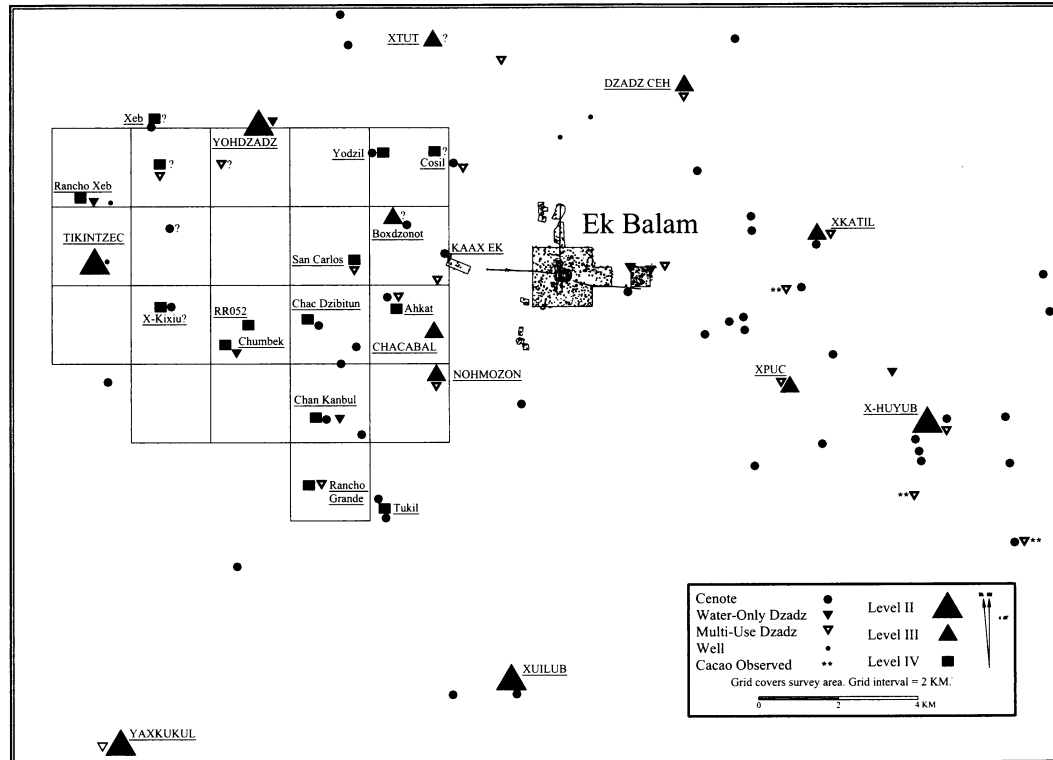 XTUT ?
DZADZ CEH
Xeb ?
YOHDZADZ
? ?
Yodzil
?
Cosil
Rancho Xeb
Ek Balam
XKATIL
?
Boxdzonot
?
TIKINTZEC
KAAX EK
San Carlos
**
X-Kixiu?
RR052
Chac Dzibitun
Ahkat
Chumbek
CHACABAL
NOHMOZON
XPUC
Chan Kanbul
X-HUYUB
Rancho
Grande
**
Tukil
**
Cenote
Water-Only Dzadz
Multi-Use Dzadz
Well
Cacao Observed **
Level II
Level III
Level IV
Grid covers survey area. Grid interval = 2 KM.
0 2 4 KM
XUILUB
YAXKUKUL